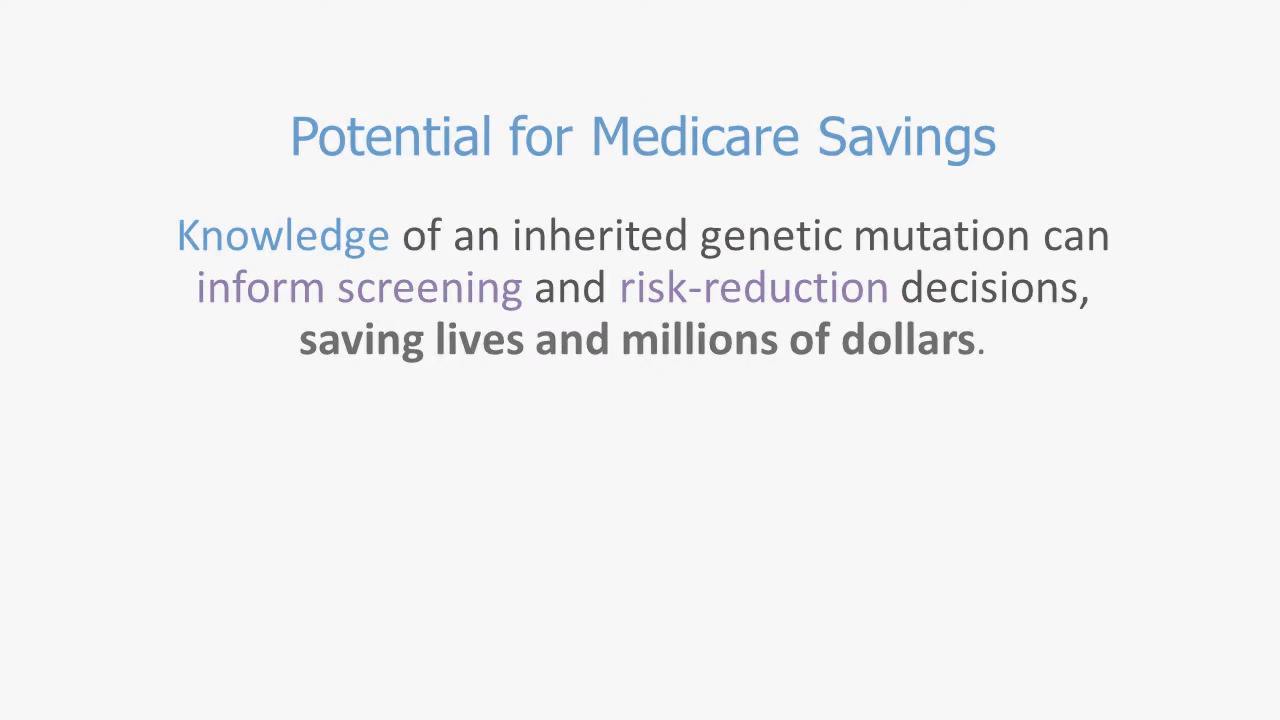 Potential for Medicare Savings
Knowledge of an inherited genetic mutation can
inform screening and risk-reduction decisions,
saving lives and millions of dollars.